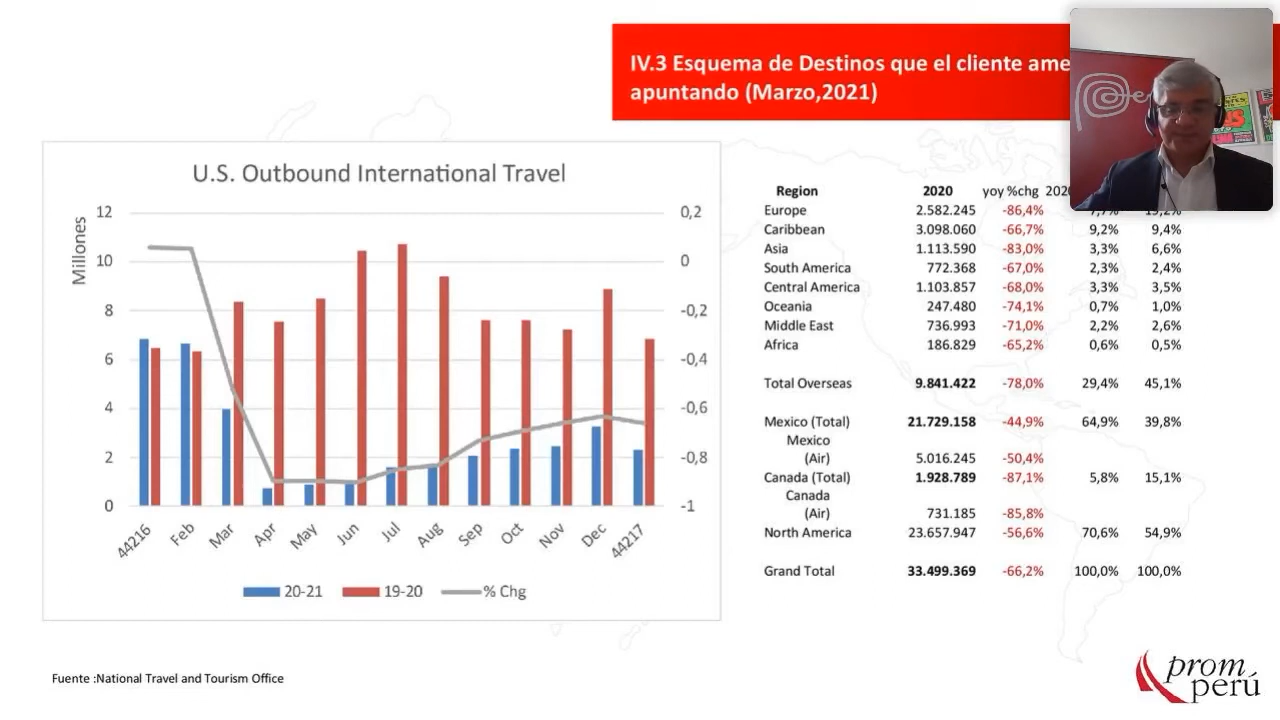 IV.3 Esquema de Destinos que el cliente
apuntando (Marzo,2021)
U.S. Outbound International Travel
Millones
12
10
8
6
4
2
0
0,2
0
-0,2
-0,4
-0,6
-0,8
-1
44216 Feb Mar Apr May Jun Jul Aug Sep Oct Nov Dec 44217
20-21 19-20 % Chg
Region 2020 yoy %chg
Europe 2.582.245 -86,4%
Caribbean 3.098.060 -66,7% 9,2% 9,4%
Asia 1.113.590 -83,0% 3,3% 6,6%
South America 772.368 -67,0% 2,3% 2,4%
Central America 1.103.857 -68,0% 3,3% 3,5%
Oceania 247.480 -74,1% 0,7% 1,0%
Middle East 736.993 -71,0% 2,2% 2,6%
Africa 186.829 -65,2% 0,6% 0,5%
Total Overseas 9.841.422 -78,0% 29,4% 45,1%
Mexico (Total) 21.729.158 -44,9% 64,9% 39,8%
Mexico
(Air) 5.016.245 -50,4%
Canada (Total) 1.928.789 -87,1% 5,8% 15,1%
Canada
(Air) 731.185 -85,8%
North America 23.657.947 -56,6% 70,6% 54,9%
Grand Total 33.499.369 -66,2% 100,0% 100,0%
Fuente :National Travel and Tourism Office
prom
perú